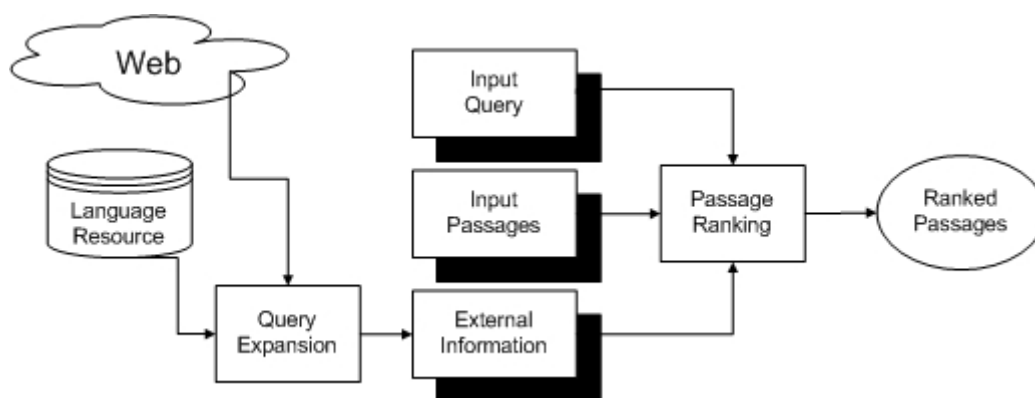 Web
Language
Resource
Query
Expansion
Input
Query
Input
Passages
External
Information
Passage
Ranking
Ranked
Passages